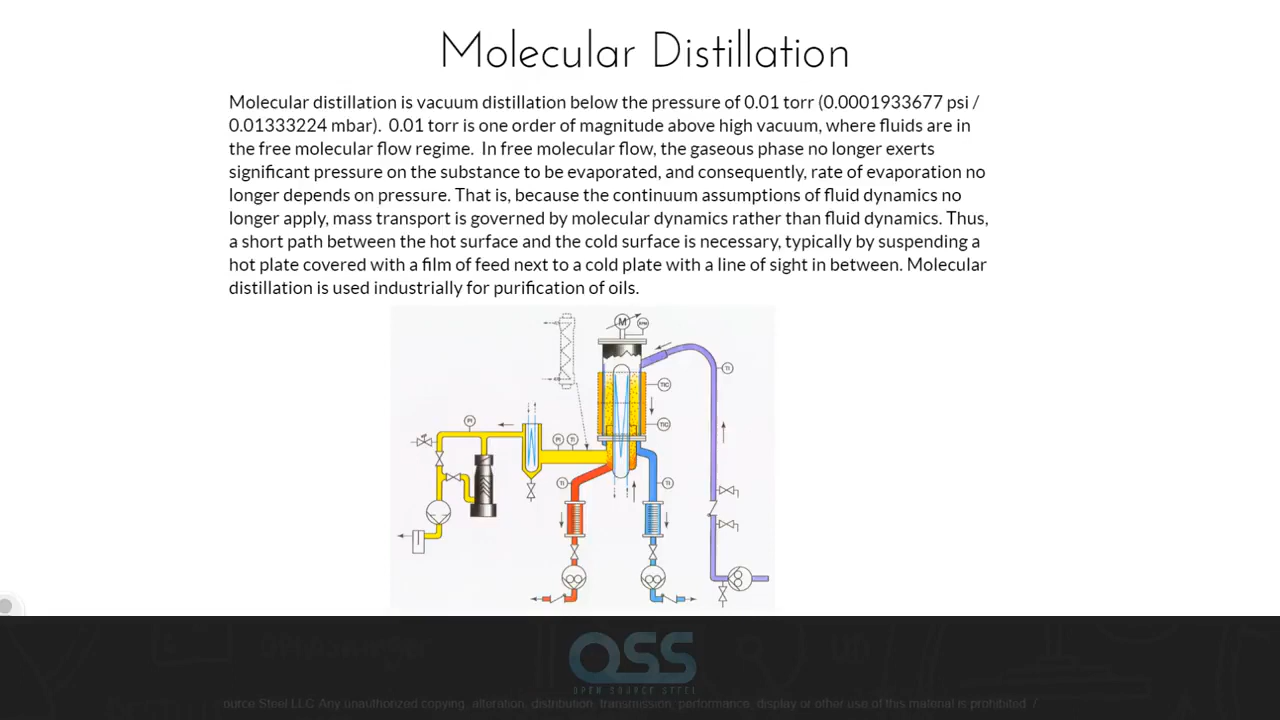 Molecular Distillation
Molecular distillation is vacuum distillation below the pressure of 0.01 torr (0.0001933677 psi /
0.01333224 mbar).  0.01 torr is one order of magnitude above high vacuum, where fluids are in
the free molecular flow regime.  In free molecular flow, the gaseous phase no longer exerts
significant pressure on the substance to be evaporated, and consequently, rate of evaporation no
longer depends on pressure. That is, because the continuum assumptions of fluid dynamics no
longer apply, mass transport is governed by molecular dynamics rather than fluid dynamics. Thus,
a short path between the hot surface and the cold surface is necessary, typically by suspending a
hot plate covered with a film of feed next to a cold plate with a line of sight in between. Molecular
distillation is used industrially for purification of oils.
M
TI
TIC
PI
TIC
PI TI
TI
TI
OSS
OPEN SOURCE STEEL
ource Steel LLC Any unauthorized copying, alteration, distribution, transmission, performance, display or other use of this material is prohibited /